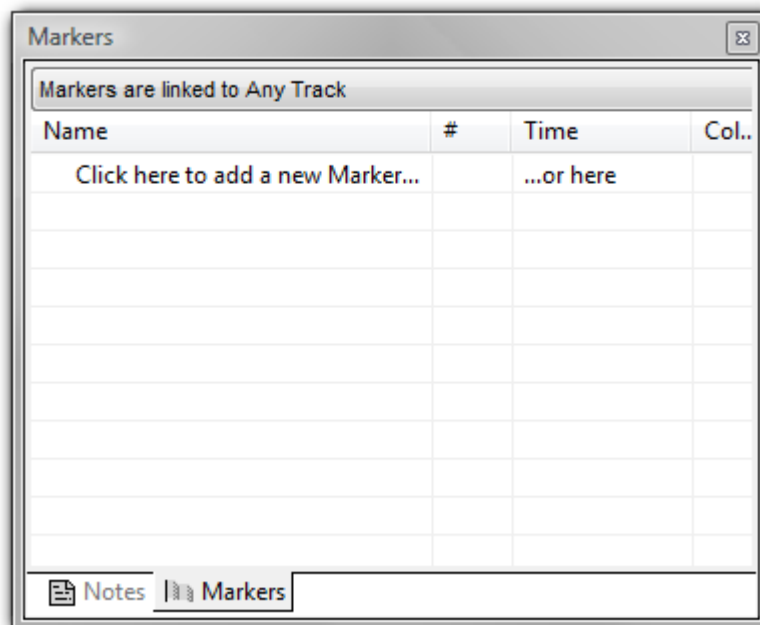 Markers
Markers are linked to Any Track
Name # Time Col..
Click here to add a new Marker... ...or here
Notes Markers